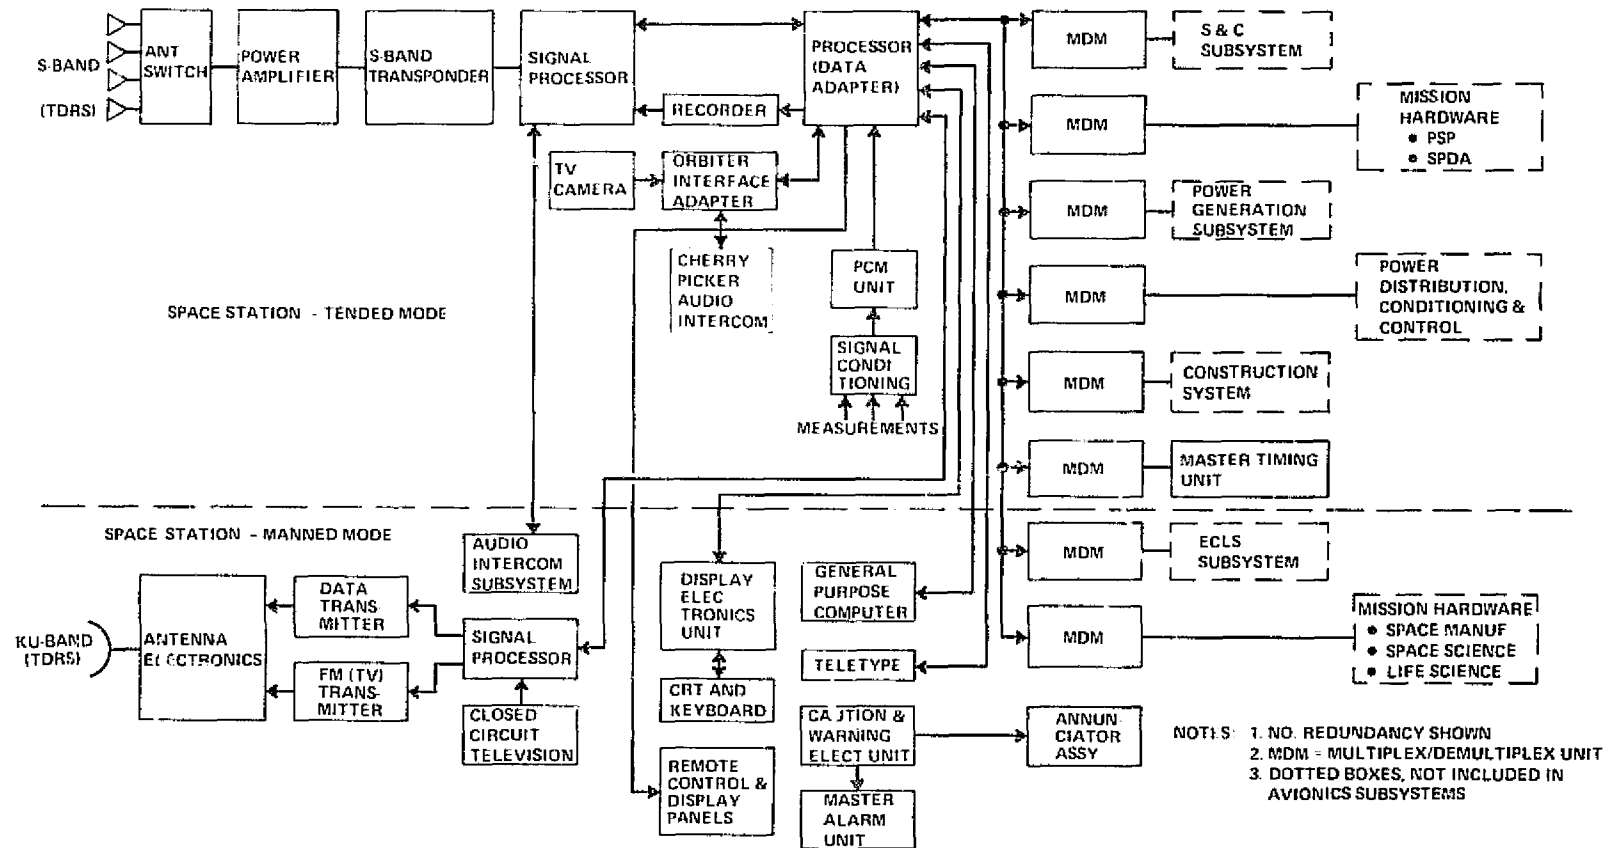 S-BAND
(TDRS)
ANT
SWITCH
POWER
AMPLIFIER
S-BAND
TRANSPONDER
SIGNAL
PROCESSOR
RECORDER
PROCESSOR
(DATA
ADAPTER)
TV
CAMERA
ORBITER
INTERFACE
ADAPTER
CHERRY
PICKER
AUDIO
INTERCOM
PCM
UNIT
SIGNAL
CONDI
TIONING
MEASUREMENTS
SPACE STATION - TENDED MODE
MDM
S & C
SUBSYSTEM
MDM
MISSION
HARDWARE
• PSP
• SPDA
MDM
POWER
GENERATION
SUBSYSTEM
MDM
POWER
DISTRIBUTION,
CONDITIONING &
CONTROL
MDM
CONSTRUCTION
SYSTEM
MDM
MASTER TIMING
UNIT
SPACE STATION - MANNED MODE
MDM
ECLS
SUBSYSTEM
MDM
MISSION HARDWARE
• SPACE MANUF
• SPACE SCIENCE
• LIFE SCIENCE
KU-BAND
(TDRS)
ANTENNA
ELECTRONICS
DATA
TRANS-
MITTER
FM (TV)
TRANS-
MITTER
AUDIO
INTERCOM
SUBSYSTEM
SIGNAL
PROCESSOR
CLOSED
CIRCUIT
TELEVISION
DISPLAY
ELEC
TRONICS
UNIT
CRT AND
KEYBOARD
REMOTE
CONTROL &
DISPLAY
PANELS
GENERAL
PURPOSE
COMPUTER
TELETYPE
CAUTION &
WARNING
ELECT UNIT
MASTER
ALARM
UNIT
ANNUN-
CIATOR
ASSY
NOTES: 1. NO. REDUNDANCY SHOWN
2. MDM = MULTIPLEX/DEMULTIPLEX UNIT
3. DOTTED BOXES, NOT INCLUDED IN
AVIONICS SUBSYSTEMS